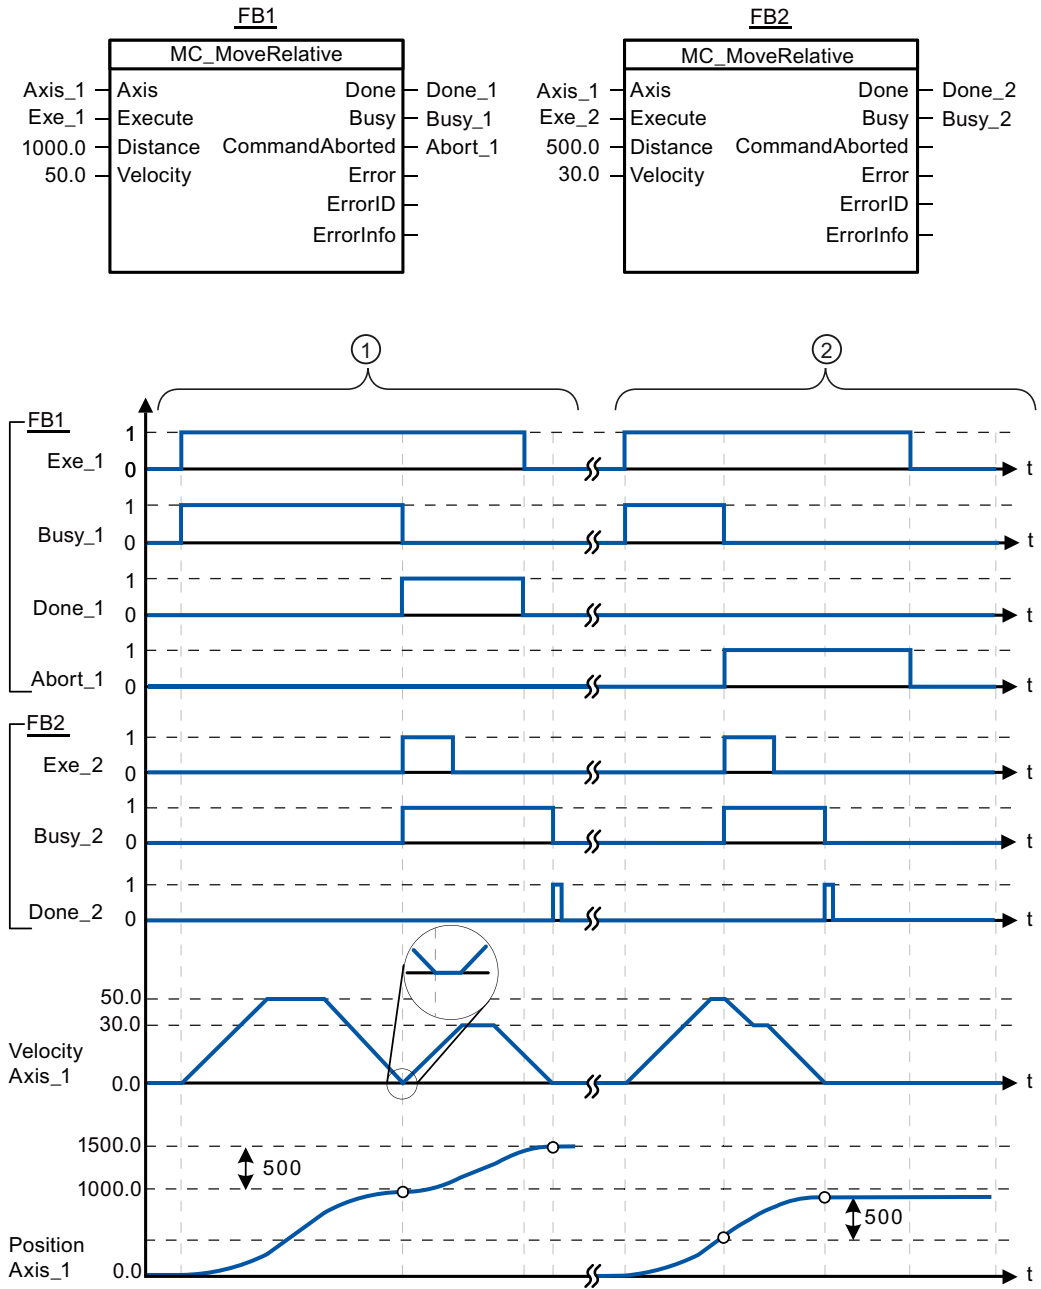 FB1
FB2
MC_MoveRelative
MC_MoveRelative
Axis_1 Axis Done Done_1
Exe_1 Execute Busy Busy_1
1000.0 Distance CommandAborted Abort_1
50.0 Velocity Error
ErrorID
ErrorInfo
Axis_1 Axis Done Done_2
Exe_2 Execute Busy Busy_2
500.0 Distance CommandAborted
30.0 Velocity Error
ErrorID
ErrorInfo
1
2
FB1
1
Exe_1 0 t
1
Busy_1 0 t
1
Done_1 0 t
1
Abort_1 0 t
FB2
1
Exe_2 0 t
1
Busy_2 0 t
1
Done_2 0 t
50.0
30.0
Velocity
Axis_1
0.0 t
1500.0
500
1000.0
500
Position
Axis_1
0.0 t